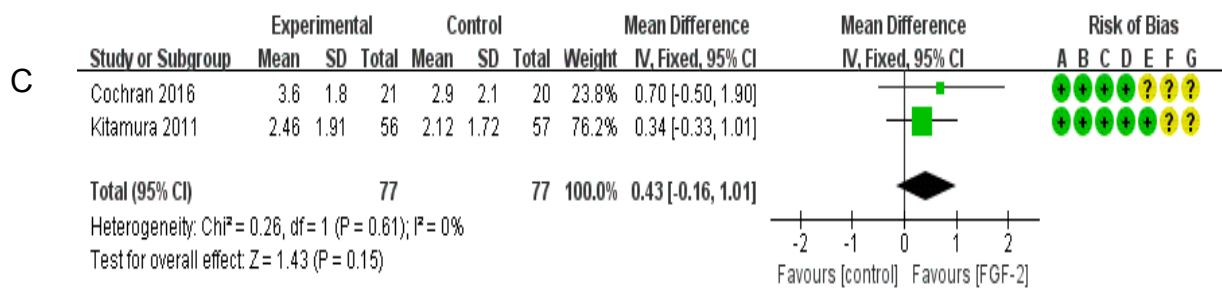 Experimental Control Mean Difference Mean Difference Risk of Bias
Study or Subgroup Mean SD Total Mean SD Total Weight IV, Fixed, 95% CI IV, Fixed, 95% CI A B C D E F G
C
Cochran 2016 3.6 1.8 21 2.9 2.1 20 23.8% 0.70 [-0.50, 1.90] + + + + ? ? ?
Kitamura 2011 2.46 1.91 56 2.12 1.72 57 76.2% 0.34 [-0.33, 1.01] + + + + + ? ?
Total (95% CI) 77 77 100.0% 0.43 [-0.16, 1.01]
Heterogeneity: Chi² = 0.26, df = 1 (P = 0.61); I² = 0%
Test for overall effect: Z = 1.43 (P = 0.15)
-2 -1 0 1 2
Favours [control] Favours [FGF-2]